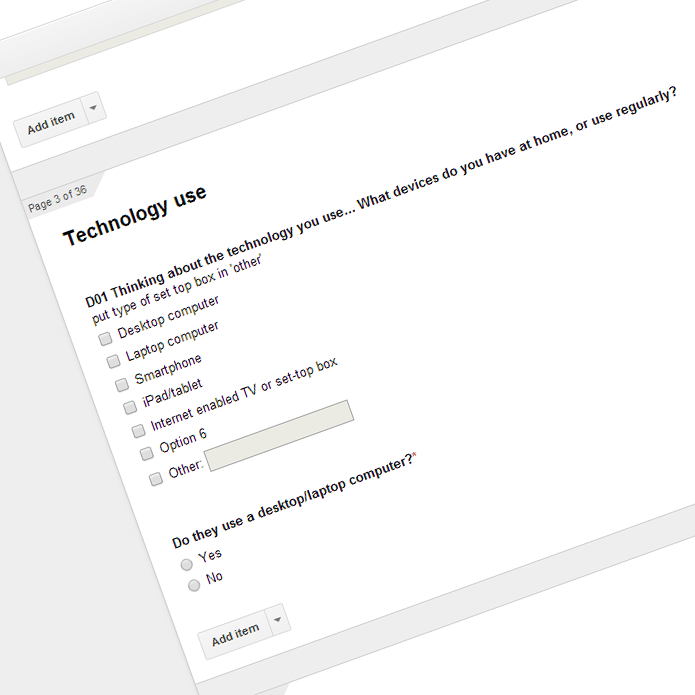 Add item
Page 3 of 36
Technology use
D01 Thinking about the technology you use... What devices do you have at home, or use regularly?
put type of set top box in 'other'
Desktop computer
Laptop computer
Smartphone
iPad/tablet
Internet enabled TV or set-top box
Option 6
Other:
Do they use a desktop/laptop computer?*
Yes
No
Add item